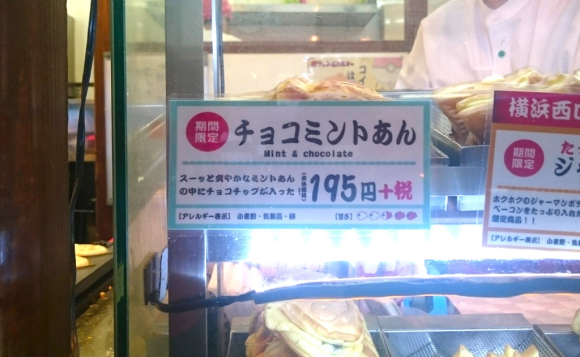 期間
限定
チョコミントあん
Mint & chocolate
スーッと爽やかなミントあん
の中にチョコチップが入った!
195円+税
【アレルギー表示】 小麦粉・乳製品・卵
【甘さ】
横浜西口
期間
限定
た
ジ
ホクホクのジャーマンポテ
ベーコンをたっぷり入れた
限定商品!!
【アレルギー表示】 小麦粉・